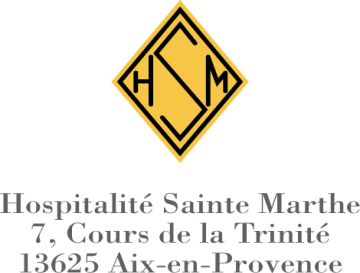 HSM
Hospitalité Sainte Marthe
7, Cours de la Trinité
13625 Aix-en-Provence